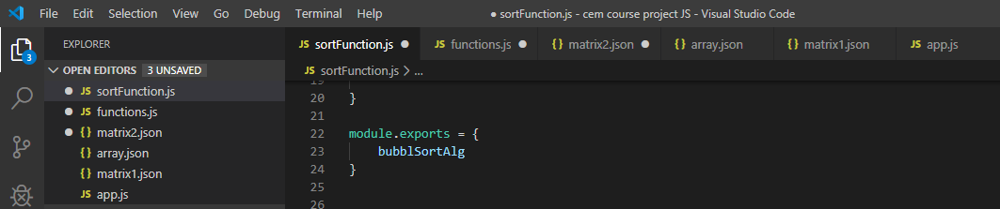 File Edit Selection View Go Debug Terminal Help ● sortFunction.js - cem course project JS - Visual Studio Code
3
EXPLORER
OPEN EDITORS 3 UNSAVED
● JS sortFunction.js
● JS functions.js
● {} matrix2.json
{} array.json
{} matrix1.json
JS app.js
JS sortFunction.js ● JS functions.js ● {} matrix2.json ● {} array.json {} matrix1.json JS app.js
JS sortFunction.js > ...
19
20 }
21
22 module.exports = {
23 bubblSortAlg
24 }
25
26